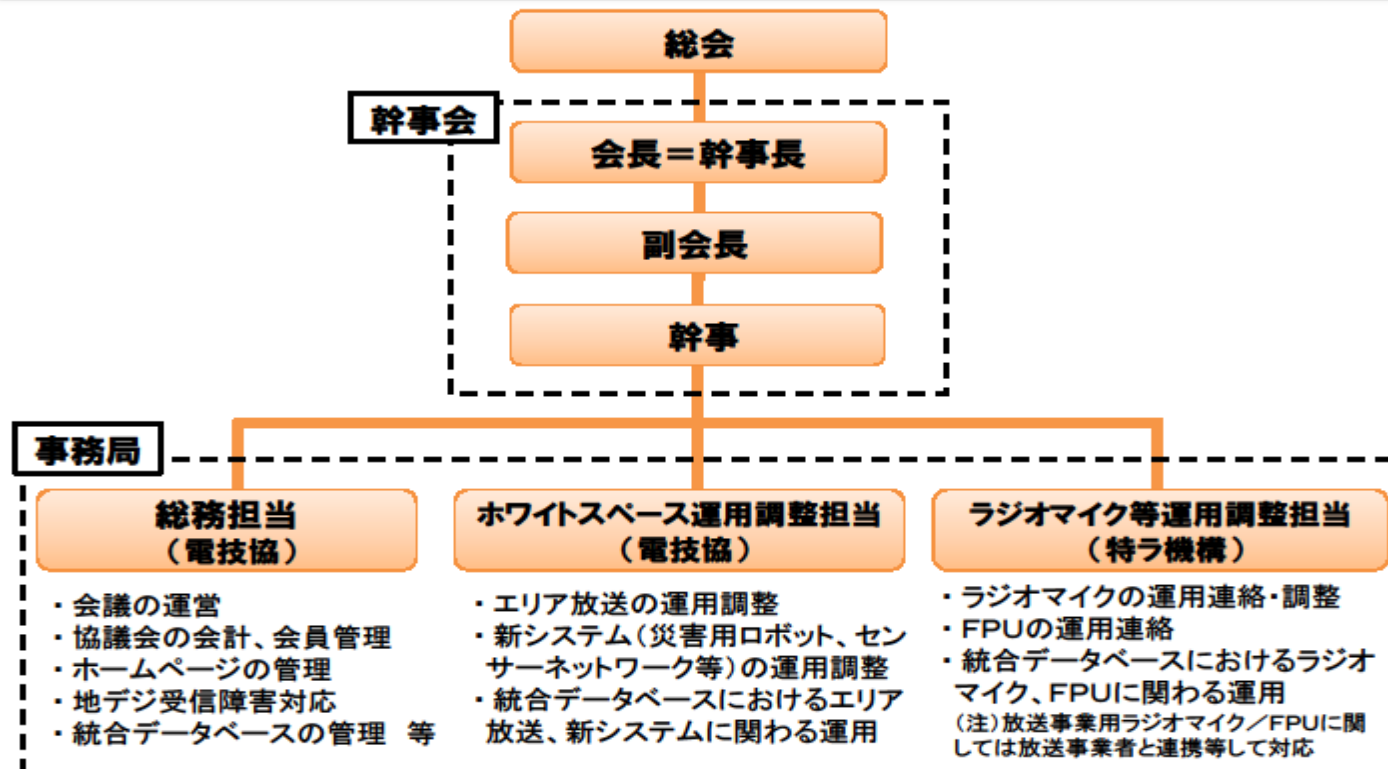 総会
幹事会
会長=幹事長
副会長
幹事
事務局
総務担当
(電技協)
・会議の運営
・協議会の会計、会員管理
・ホームページの管理
・地デジ受信障害対応
・統合データベースの管理 等
ホワイトスペース運用調整担当
(電技協)
・エリア放送の運用調整
・新システム(災害用ロボット、セン
サーネットワーク等)の運用調整
・統合データベースにおけるエリア
放送、新システムに関わる運用
ラジオマイク等運用調整担当
(特ラ機構)
・ラジオマイクの運用連絡・調整
・FPUの運用連絡
・統合データベースにおけるラジオ
マイク、FPUに関わる運用
(注)放送事業用ラジオマイク/FPUに関
しては放送事業者と連携等して対応